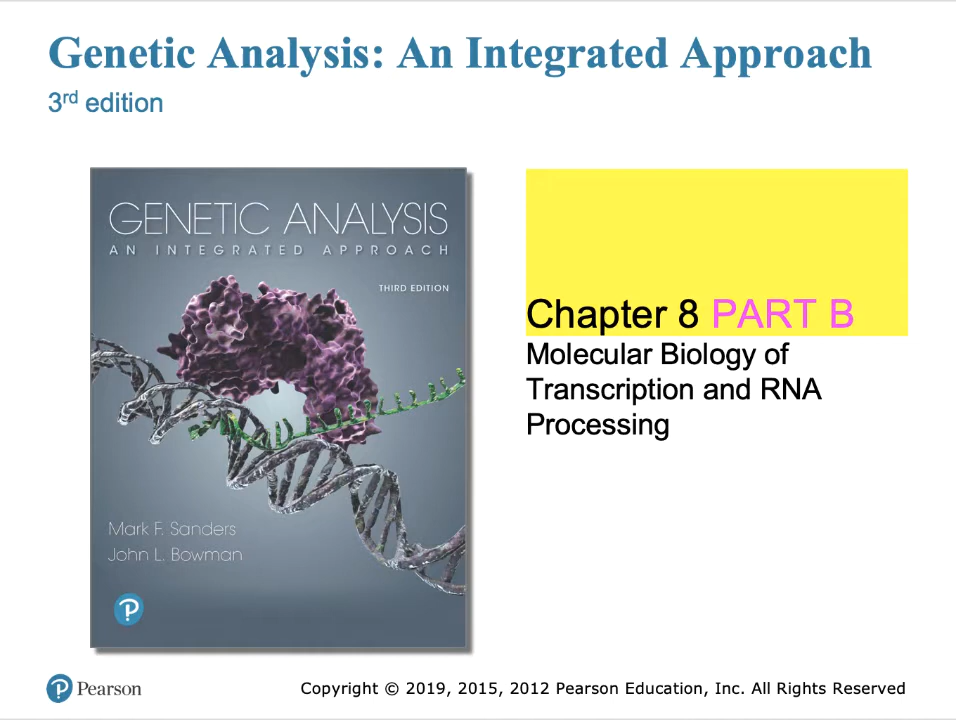 Genetic Analysis: An Integrated Approach
3rd edition
GENETIC ANALYSIS
AN INTEGRATED APPROACH
THIRD EDITION
Mark F. Sanders
John L. Bowman
P
Chapter 8 PART B
Molecular Biology of
Transcription and RNA
Processing
P Pearson
Copyright © 2019, 2015, 2012 Pearson Education, Inc. All Rights Reserved